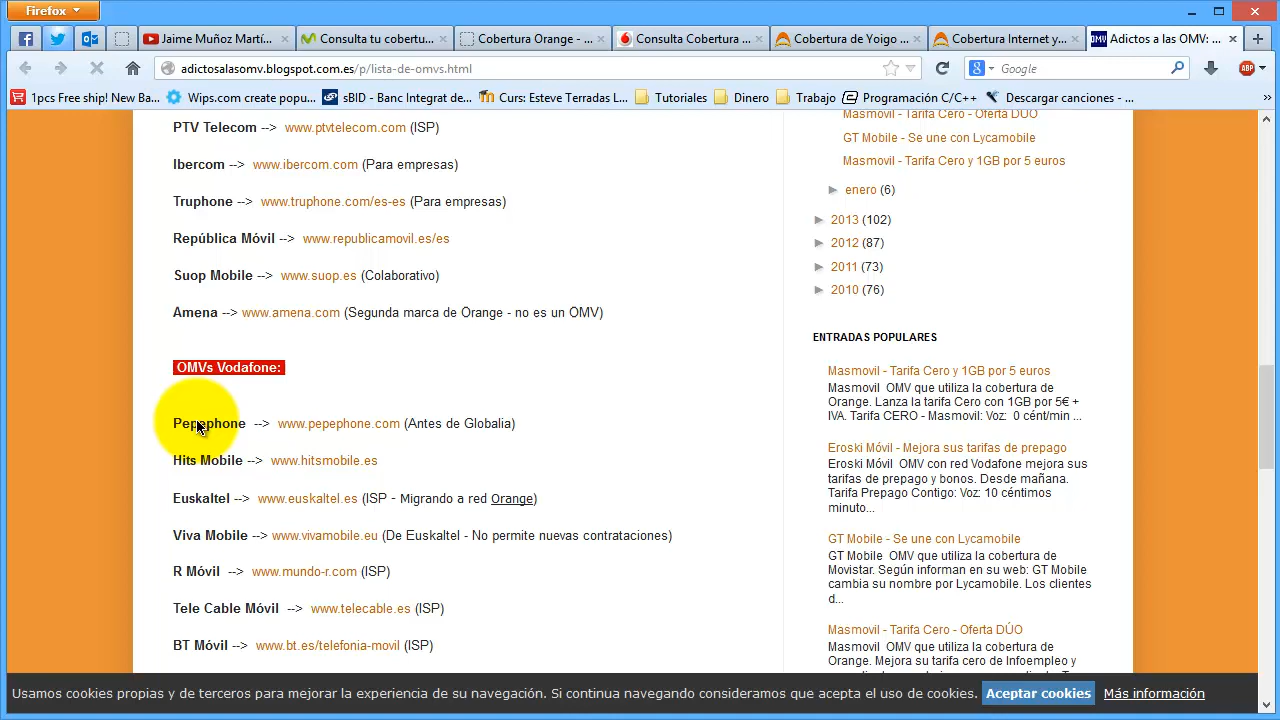 Firefox
Jaime Muñoz Martí...
Consulta tu cobertu...
Cobertura Orange - ...
Consulta Cobertura ...
Cobertura de Yoigo ...
Cobertura Internet y...
OMV Adictos a las OMV: ...
adictosalasomv.blogspot.com.es/p/lista-de-omvs.html
Google
ABP
1pcs Free ship! New Ba...
Wips.com create popu...
sBID - Banc Integrat de...
Curs: Esteve Terradas I...
Tutoriales
Dinero
Trabajo
Programación C/C++
Descargar canciones - ...
PTV Telecom --> www.ptvtelecom.com (ISP)
Ibercom --> www.ibercom.com (Para empresas)
Truphone --> www.truphone.com/es-es (Para empresas)
República Móvil --> www.republicamovil.es/es
Suop Mobile --> www.suop.es (Colaborativo)
Amena --> www.amena.com (Segunda marca de Orange - no es un OMV)
OMVs Vodafone:
Pepephone --> www.pepephone.com (Antes de Globalia)
Hits Mobile --> www.hitsmobile.es
Euskaltel --> www.euskaltel.es (ISP - Migrando a red Orange)
Viva Mobile --> www.vivamobile.eu (De Euskaltel - No permite nuevas contrataciones)
R Móvil --> www.mundo-r.com (ISP)
Tele Cable Móvil --> www.telecable.es (ISP)
BT Móvil --> www.bt.es/telefonia-movil (ISP)
Masmovil - Tarifa Cero - Oferta DÚO
GT Mobile - Se une con Lycamobile
Masmovil - Tarifa Cero y 1GB por 5 euros
► enero (6)
► 2013 (102)
► 2012 (87)
► 2011 (73)
► 2010 (76)
ENTRADAS POPULARES
Masmovil - Tarifa Cero y 1GB por 5 euros
Masmovil OMV que utiliza la cobertura de
Orange. Lanza la tarifa Cero con 1GB por 5€ +
IVA. Tarifa CERO - Masmovil: Voz: 0 cént/min ...
Eroski Móvil - Mejora sus tarifas de prepago
Eroski Móvil OMV con red Vodafone mejora sus
tarifas de prepago y bonos. Desde mañana.
Tarifa Prepago Contigo: Voz: 10 céntimos
minuto...
GT Mobile - Se une con Lycamobile
GT Mobile OMV que utiliza la cobertura de
Movistar. Según informan en su web: GT Mobile
cambia su nombre por Lycamobile. Los clientes
d...
Masmovil - Tarifa Cero - Oferta DÚO
Masmovil OMV que utiliza la cobertura de
Orange. Mejora su tarifa cero de Infoempleo y
Usamos cookies propias y de terceros para mejorar la experiencia de su navegación. Si continua navegando consideramos que acepta el uso de cookies. Aceptar cookies Más información